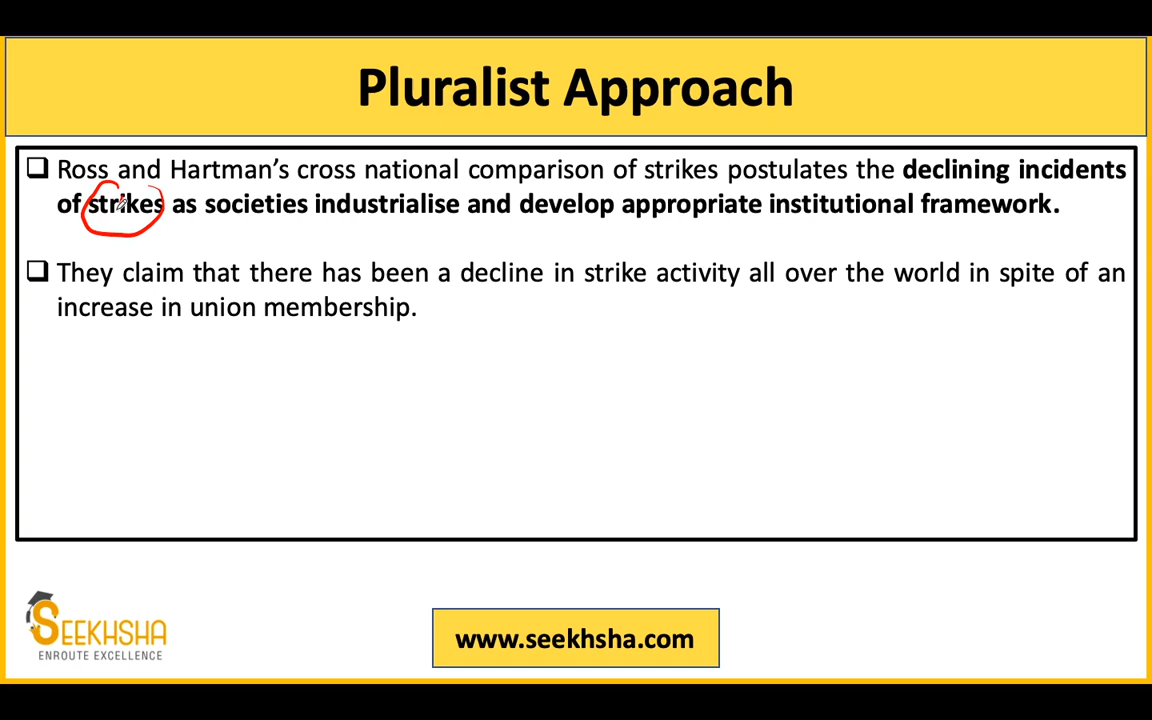 Pluralist Approach
Ross and Hartman’s cross national comparison of strikes postulates the declining incidents
of strikes as societies industrialise and develop appropriate institutional framework.
They claim that there has been a decline in strike activity all over the world in spite of an
increase in union membership.
SEEKHSHA
ENROUTE EXCELLENCE
www.seekhsha.com